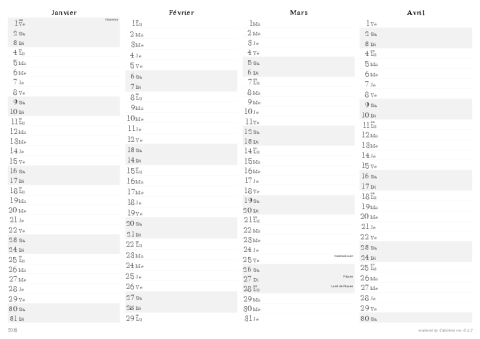 Janvier
1 Ve
2 Sa
3 Di
4 Lu
5 Ma
6 Me
7 Je
8 Ve
9 Sa
10 Di
11 Lu
12 Ma
13 Me
14 Je
15 Ve
16 Sa
17 Di
18 Lu
19 Ma
20 Me
21 Je
22 Ve
23 Sa
24 Di
25 Lu
26 Ma
27 Me
28 Je
29 Ve
30 Sa
31 Di
Février
1 Lu
2 Ma
3 Me
4 Je
5 Ve
6 Sa
7 Di
8 Lu
9 Ma
10 Me
11 Je
12 Ve
13 Sa
14 Di
15 Lu
16 Ma
17 Me
18 Je
19 Ve
20 Sa
21 Di
22 Lu
23 Ma
24 Me
25 Je
26 Ve
27 Sa
28 Di
29 Lu
Mars
1 Ma
2 Me
3 Je
4 Ve
5 Sa
6 Di
7 Lu
8 Ma
9 Me
10 Je
11 Ve
12 Sa
13 Di
14 Lu
15 Ma
16 Me
17 Je
18 Ve
19 Sa
20 Di
21 Lu
22 Ma
23 Me
24 Je
25 Ve
26 Sa
27 Di Pâques
28 Lu Lundi de Pâques
29 Ma
30 Me
31 Je
Avril
1 Ve
2 Sa
3 Di
4 Lu
5 Ma
6 Me
7 Je
8 Ve
9 Sa
10 Di
11 Lu
12 Ma
13 Me
14 Je
15 Ve
16 Sa
17 Di
18 Lu
19 Ma
20 Me
21 Je
22 Ve
23 Sa
24 Di
25 Lu
26 Ma
27 Me
28 Je
29 Ve
30 Sa
2016